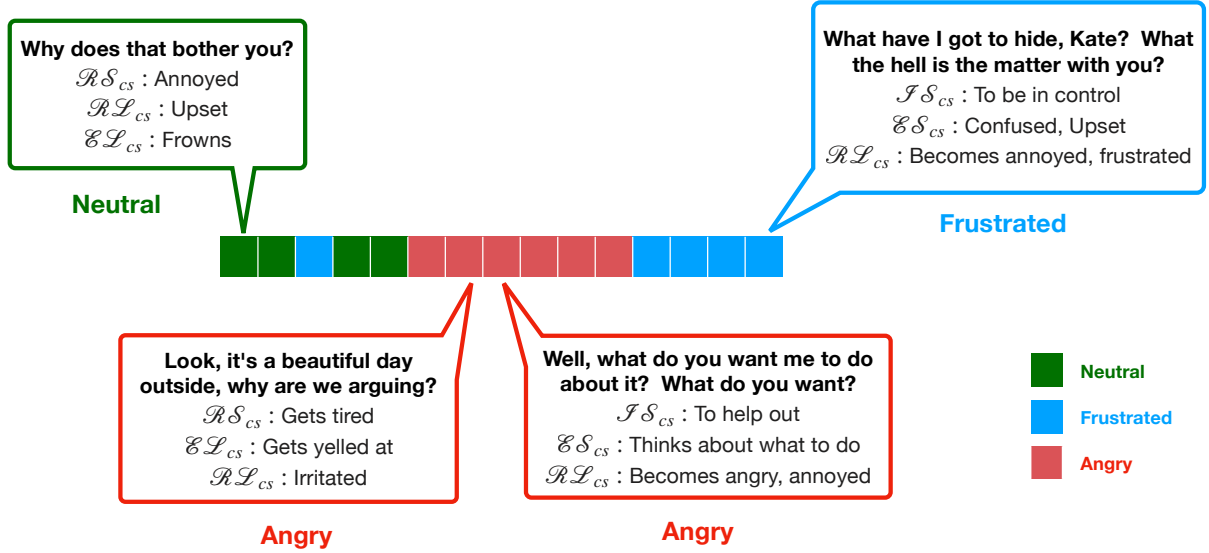 Why does that bother you?
ℛ𝒮cs : Annoyed
ℛℒcs : Upset
ℰℒcs : Frowns
Neutral
What have I got to hide, Kate? What
the hell is the matter with you?
ℐ𝒮cs : To be in control
ℰ𝒮cs : Confused, Upset
ℛℒcs : Becomes annoyed, frustrated
Frustrated
Look, it's a beautiful day
outside, why are we arguing?
ℛ𝒮cs : Gets tired
ℰℒcs : Gets yelled at
ℛℒcs : Irritated
Angry
Well, what do you want me to do
about it? What do you want?
ℐ𝒮cs : To help out
ℰ𝒮cs : Thinks about what to do
ℛℒcs : Becomes angry, annoyed
Angry
Neutral
Frustrated
Angry